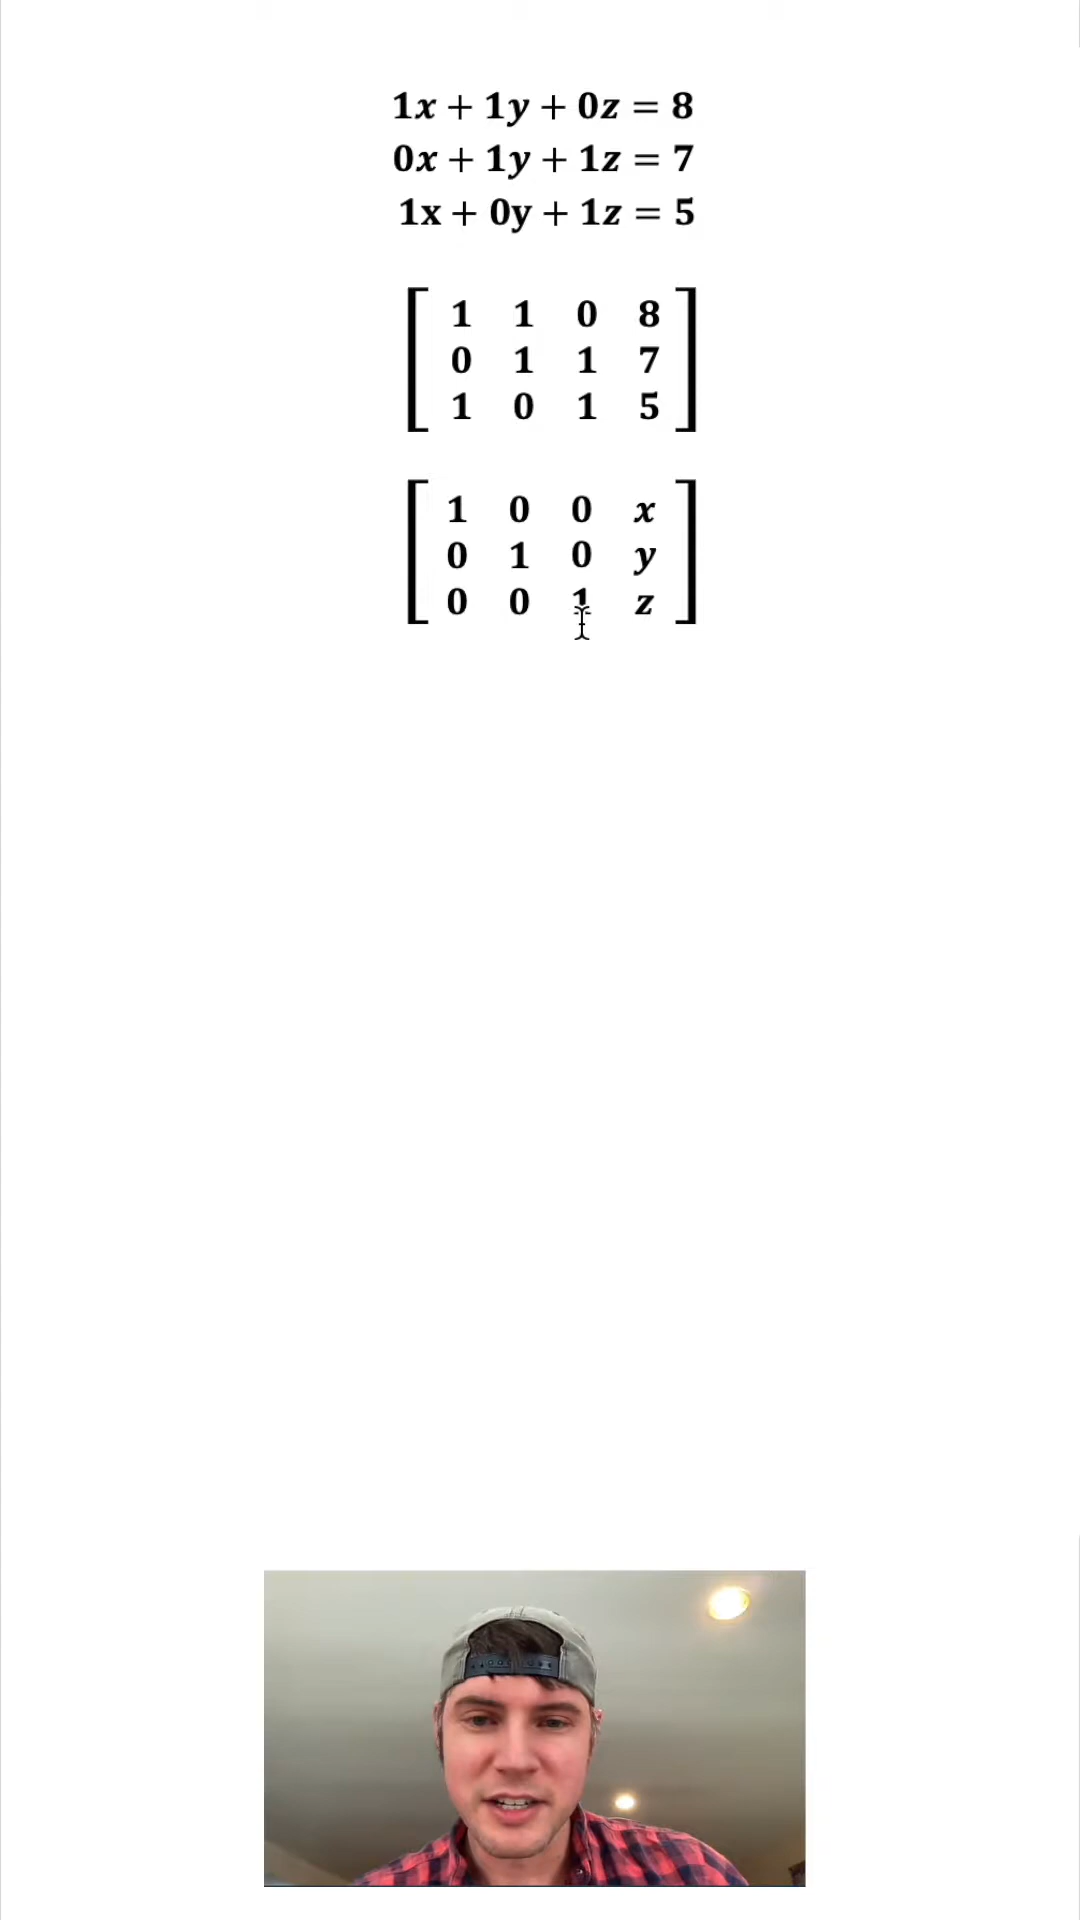 1x + 1y + 0z = 8
0x + 1y + 1z = 7
1x + 0y + 1z = 5
1 1 0 8
0 1 1 7
1 0 1 5
1 0 0 x
0 1 0 y
0 0 1 z